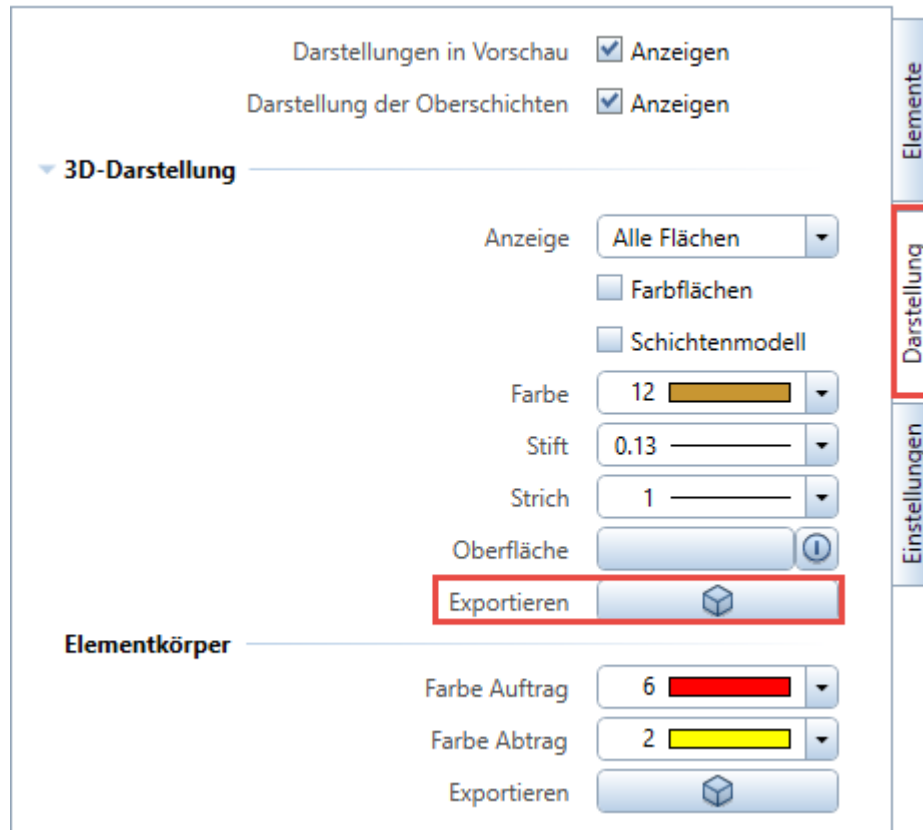 Darstellungen in Vorschau Anzeigen
Darstellung der Oberschichten Anzeigen
3D-Darstellung
Anzeige Alle Flächen
Farbflächen
Schichtenmodell
Farbe 12
Stift 0.13
Strich 1
Oberfläche
Exportieren
Elementkörper
Farbe Auftrag 6
Farbe Abtrag 2
Exportieren
Elemente
Darstellung
Einstellungen